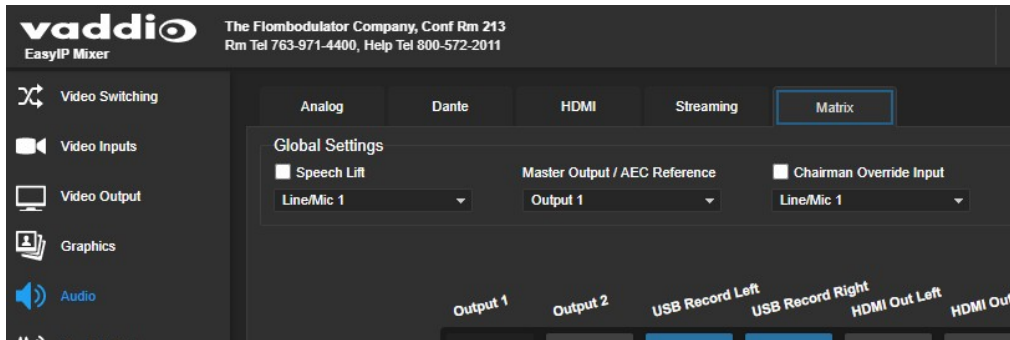 vaddio
EasyIP Mixer
The Flombodulator Company, Conf Rm 213
Rm Tel 763-971-4400, Help Tel 800-572-2011
Video Switching
Video Inputs
Video Output
Graphics
Audio
Analog Dante HDMI Streaming Matrix
Global Settings
Speech Lift Master Output / AEC Reference Chairman Override Input
Line/Mic 1 Output 1 Line/Mic 1
Output 1 Output 2 USB Record Left USB Record Right HDMI Out Left HDMI Out